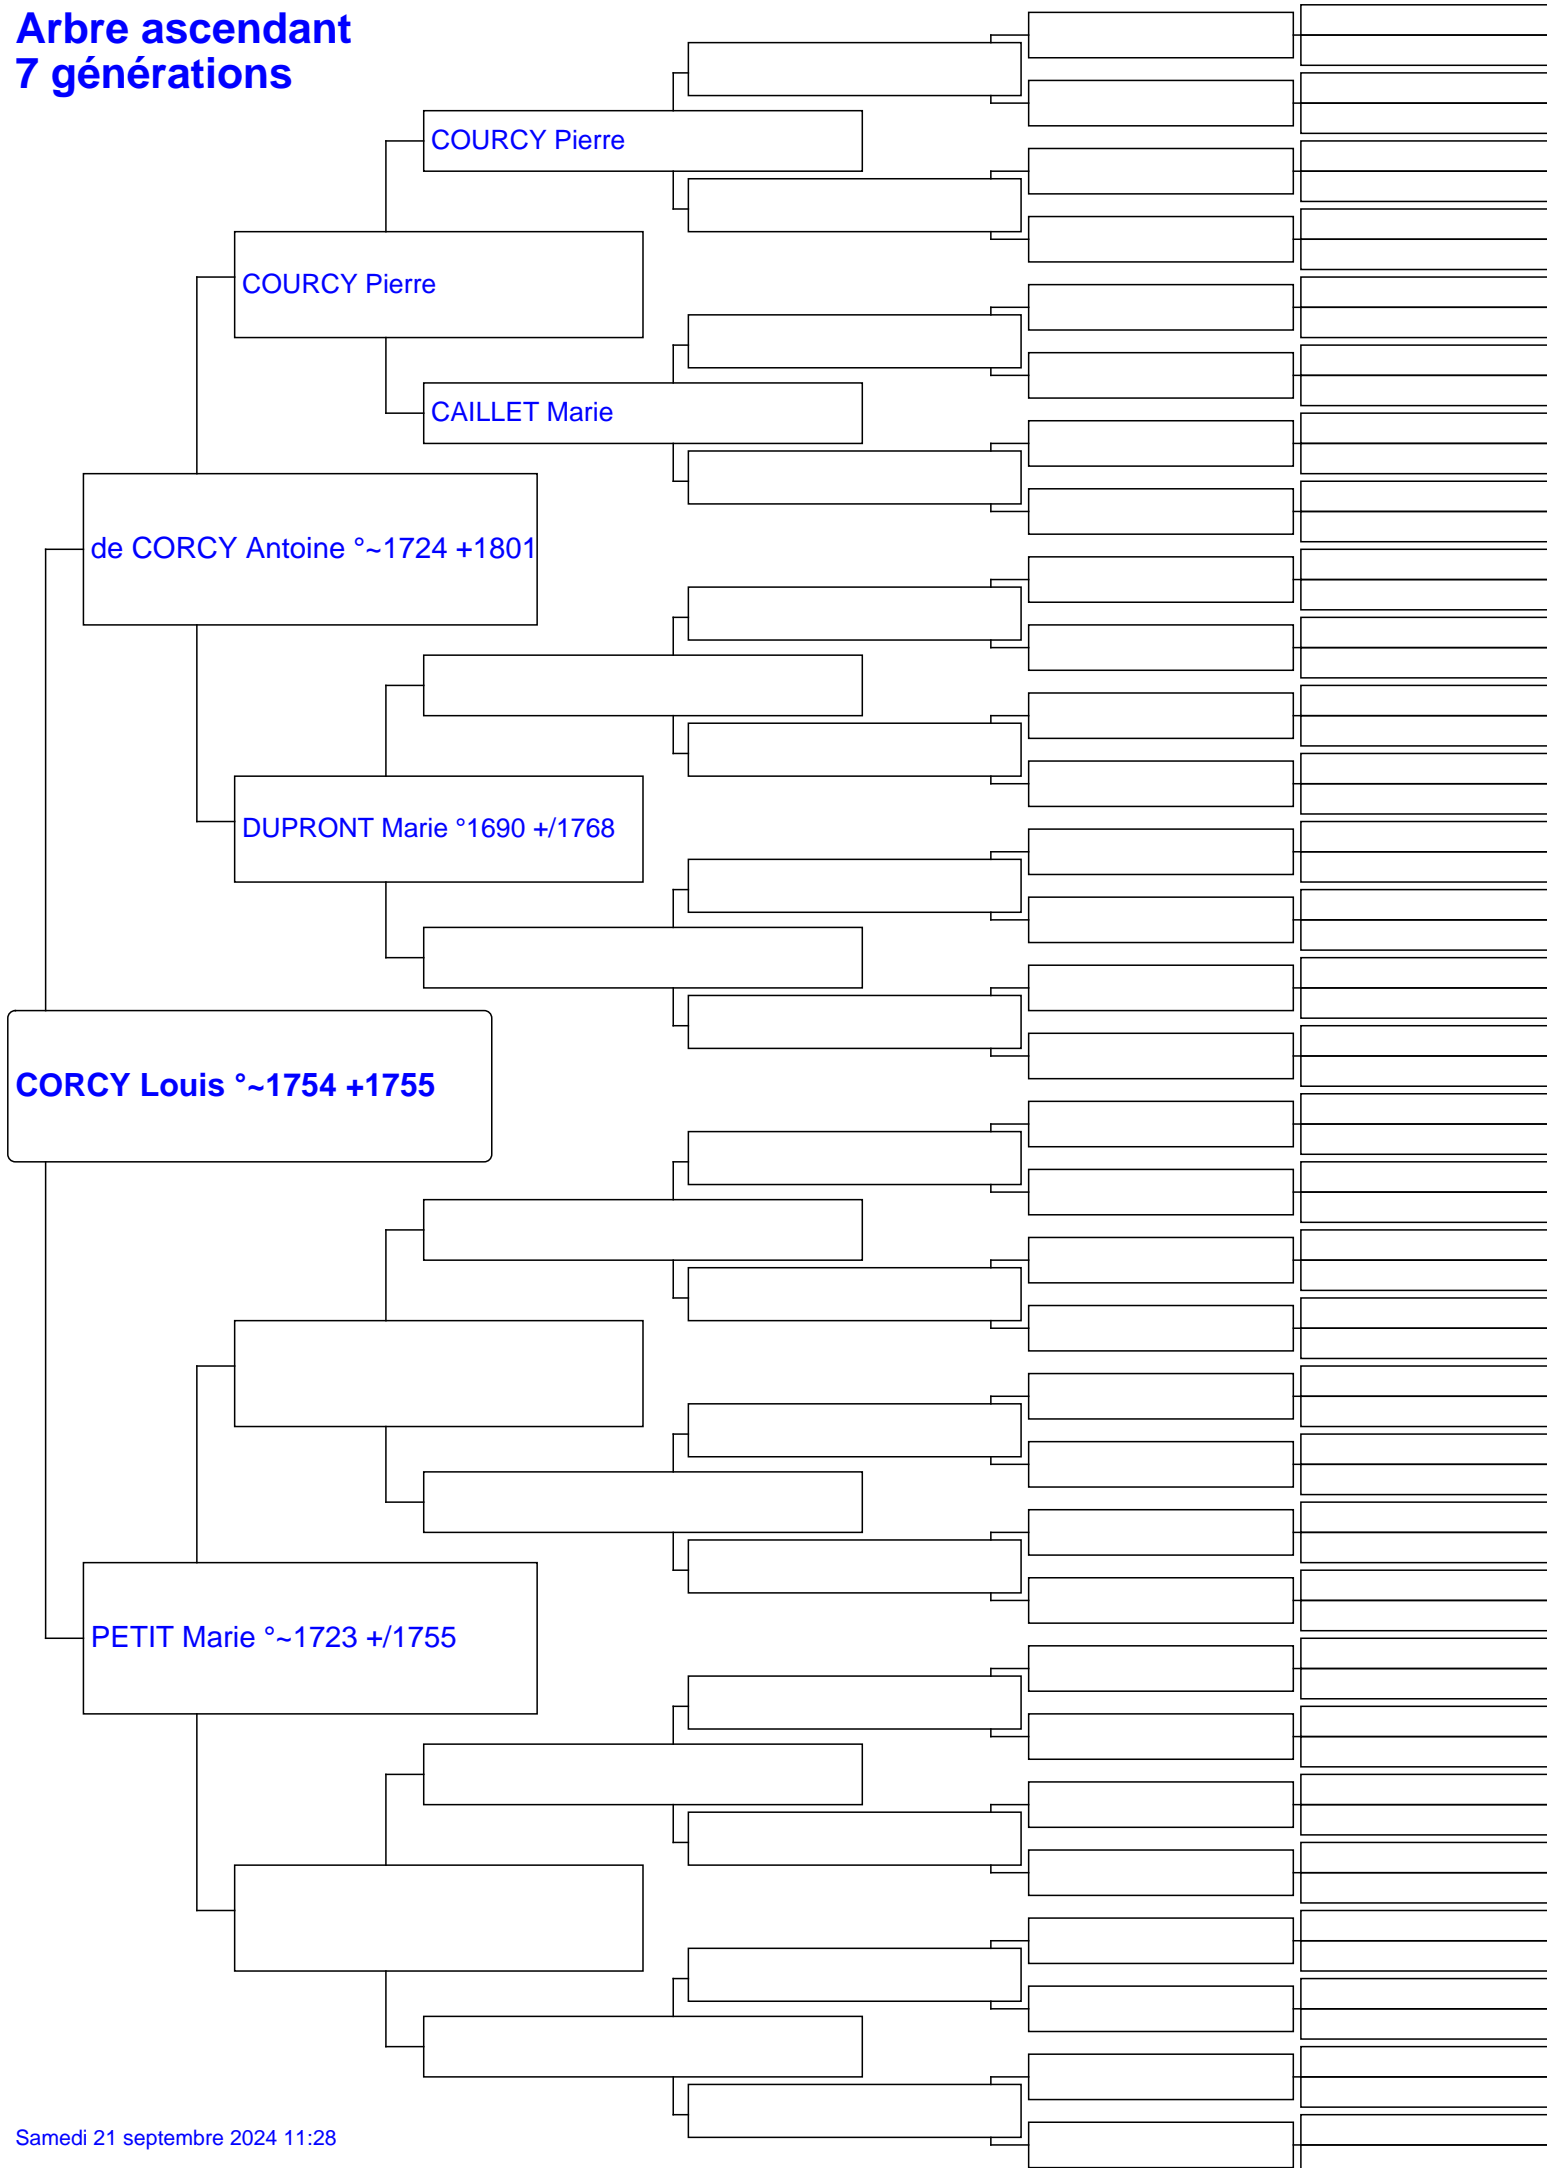 Arbre ascendant
7 générations
COURCY Pierre
COURCY Pierre
CAILLET Marie
de CORCY Antoine °~1724 +1801
DUPRONT Marie °1690 +/1768
CORCY Louis °~1754 +1755
PETIT Marie °~1723 +/1755
Samedi 21 septembre 2024 11:28